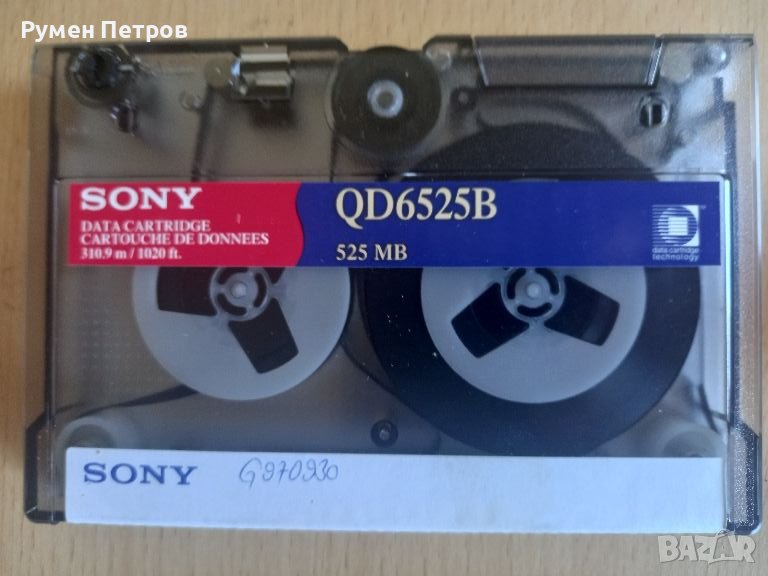 Румен Петров
SONY
DATA CARTRIDGE
CARTOUCHE DE DONNEES
310.9 m / 1020 ft.
QD6525B
525 MB
data cartridge
technology
SONY
G970930
BAZAR